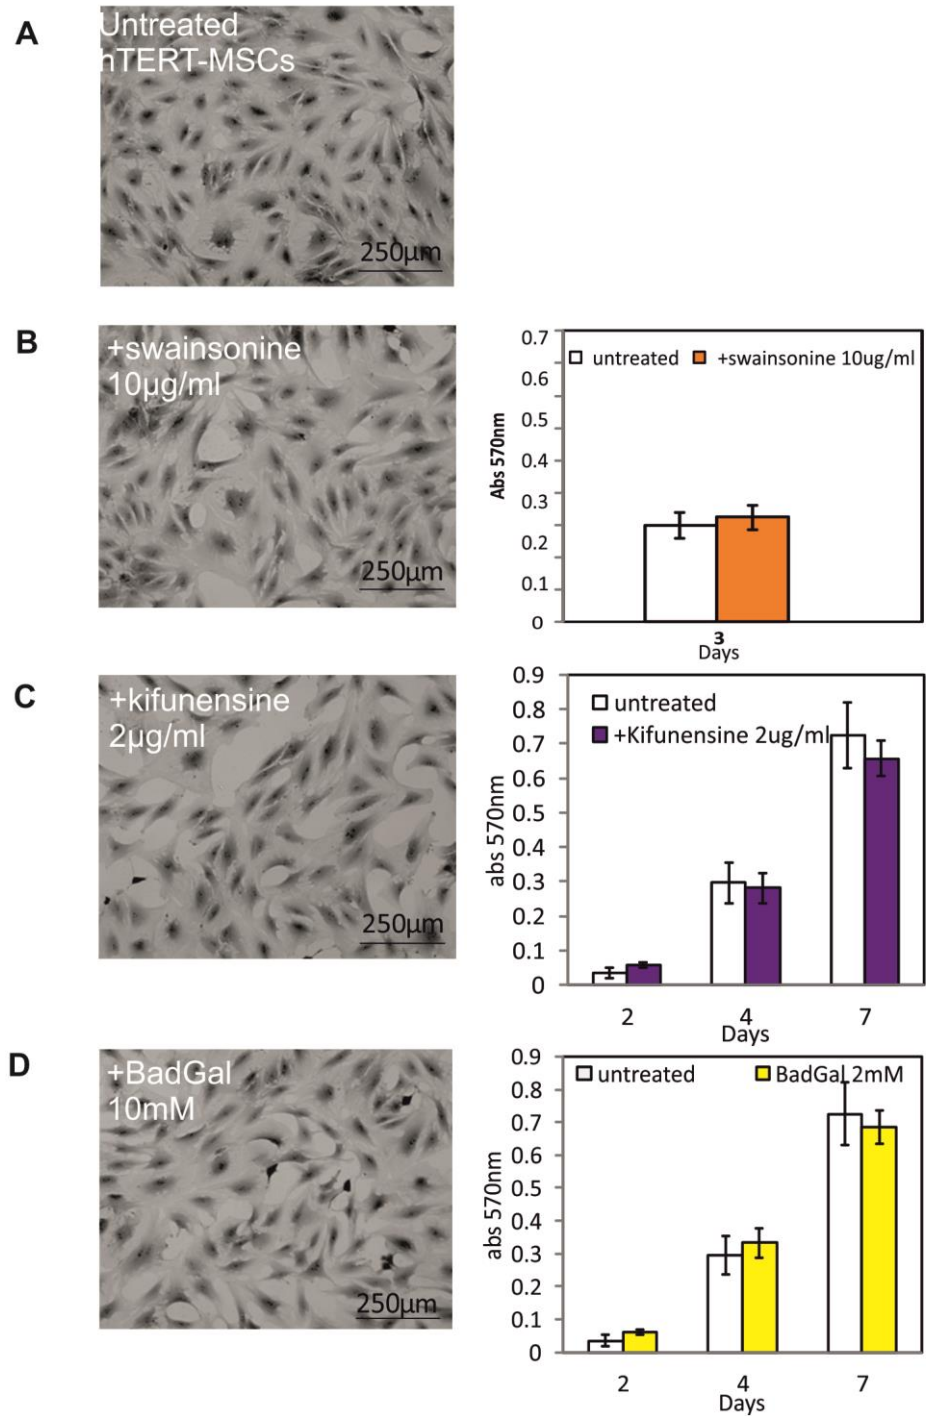 A
Untreated
hTERT-MSCs
250µm
B
+swainsonine
10µg/ml
250µm
0.7
0.6
0.5
0.4
0.3
0.2
0.1
0
Abs 570nm
untreated +swainsonine 10ug/ml
3
Days
C
+kifunensine
2µg/ml
250µm
0.9
0.8
0.7
0.6
0.5
0.4
0.3
0.2
0.1
0
abs 570nm
untreated
+Kifunensine 2ug/ml
2 4 7
Days
D
+BadGal
10mM
250µm
0.9
0.8
0.7
0.6
0.5
0.4
0.3
0.2
0.1
0
abs 570nm
untreated BadGal 2mM
2 4 7
Days